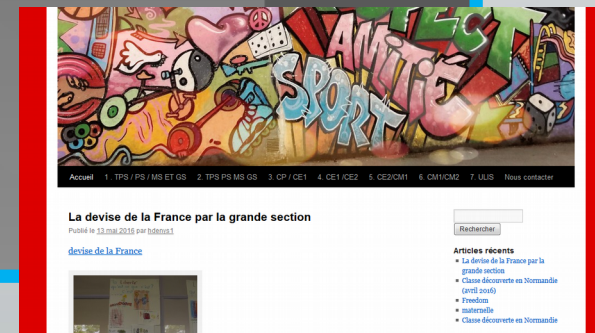 ECT
AMITIÉ
SPORT
Accueil 1 . TPS / PS / MS ET GS 2. TPS PS MS GS 3. CP / CE1 4. CE1 /CE2 5. CE2/CM1 6. CM1/CM2 7. ULIS Nous contacter
La devise de la France par la grande section
Publié le 13 mai 2016 par hdenys1
devise de la France
Rechercher
Articles récents
La devise de la France par la
grande section
Classe découverte en Normandie
(avril 2016)
Freedom
maternelle
Classe découverte en Normandie